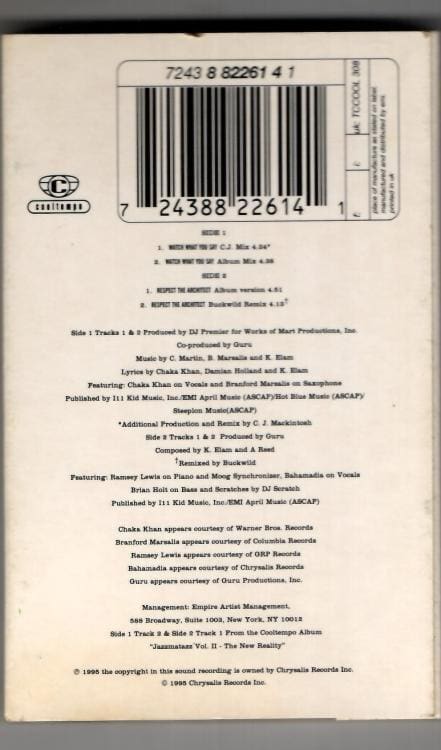 7243 8 82261 4 1
uk: TCCOOL 308
f:
place of manufacture as stated on label.
manufactured and distributed by emi.
printed in uk
C
cooltempo
7 24388 22614 1
SIDE 1
1. WATCH WHAT YOU SAY C.J. Mix 4.34*
2. WATCH WHAT YOU SAY Album Mix 4.38
SIDE 2
1. RESPECT THE ARCHITECT Album version 4.51
2. RESPECT THE ARCHITECT Buckwild Remix 4.13†
Side 1 Tracks 1 & 2 Produced by DJ Premier for Works of Mart Productions, Inc.
Co-produced by Guru
Music by C. Martin, B. Marsalis and K. Elam
Lyrics by Chaka Khan, Damian Holland and K. Elam
Featuring: Chaka Khan on Vocals and Branford Marsalis on Saxophone
Published by I11 Kid Music, Inc./EMI April Music (ASCAP)/Hot Blue Music (ASCAP)/
Steeplon Music(ASCAP)
*Additional Production and Remix by C. J. Mackintosh
Side 2 Tracks 1 & 2 Produced by Guru
Composed by K. Elam and A Reed
†Remixed by Buckwild
Featuring: Ramsey Lewis on Piano and Moog Synchroniser, Bahamadia on Vocals
Brian Holt on Bass and Scratches by DJ Scratch
Published by I11 Kid Music, Inc./EMI April Music (ASCAP)
Chaka Khan appears courtesy of Warner Bros. Records
Branford Marsalis appears courtesy of Columbia Records
Ramsey Lewis appears courtesy of GRP Records
Bahamadia appears courtesy of Chrysalis Records
Guru appears courtesy of Guru Productions, Inc.
Management: Empire Artist Management,
588 Broadway, Suite 1003, New York, NY 10012
Side 1 Track 2 & Side 2 Track 1 From the Cooltempo Album
"Jazzmatazz Vol. II - The New Reality"
℗ 1995 the copyright in this sound recording is owned by Chrysalis Records Inc.
© 1995 Chrysalis Records Inc.